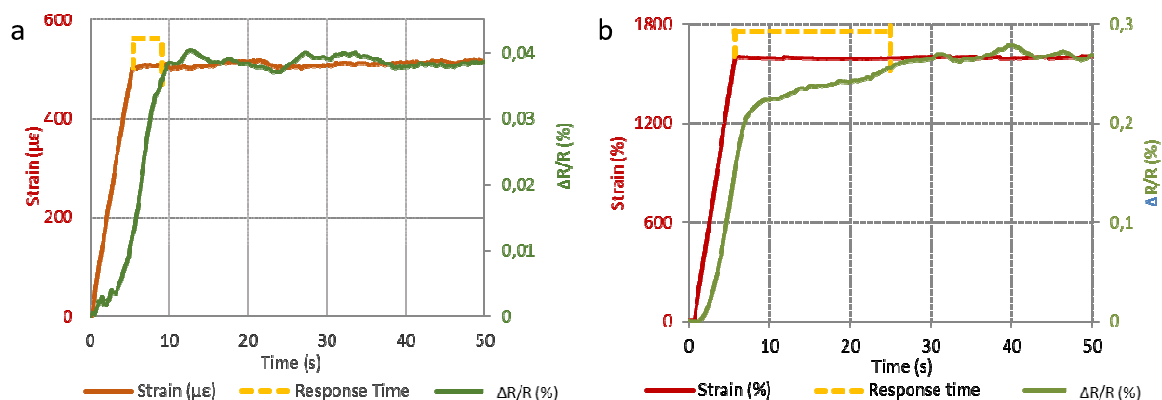 a
600
400
200
0
Strain (με)
0,04
0,03
0,02
0,01
0
ΔR/R (%)
0 10 20 30 40 50
Time (s)
Strain (με) Response Time ΔR/R (%)
b
1800
1200
600
0
Strain (%)
0,3
0,2
0,1
0
ΔR/R (%)
0 10 20 30 40 50
Time (s)
Strain (%) Response time ΔR/R (%)